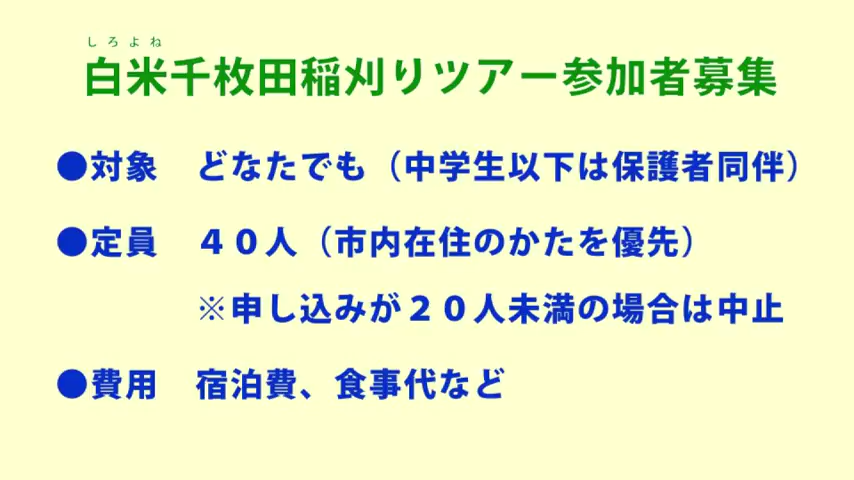 しろよね
白米千枚田稲刈りツアー参加者募集
●対象　どなたでも（中学生以下は保護者同伴）
●定員　４０人（市内在住のかたを優先）
※申し込みが２０人未満の場合は中止
●費用　宿泊費、食事代など